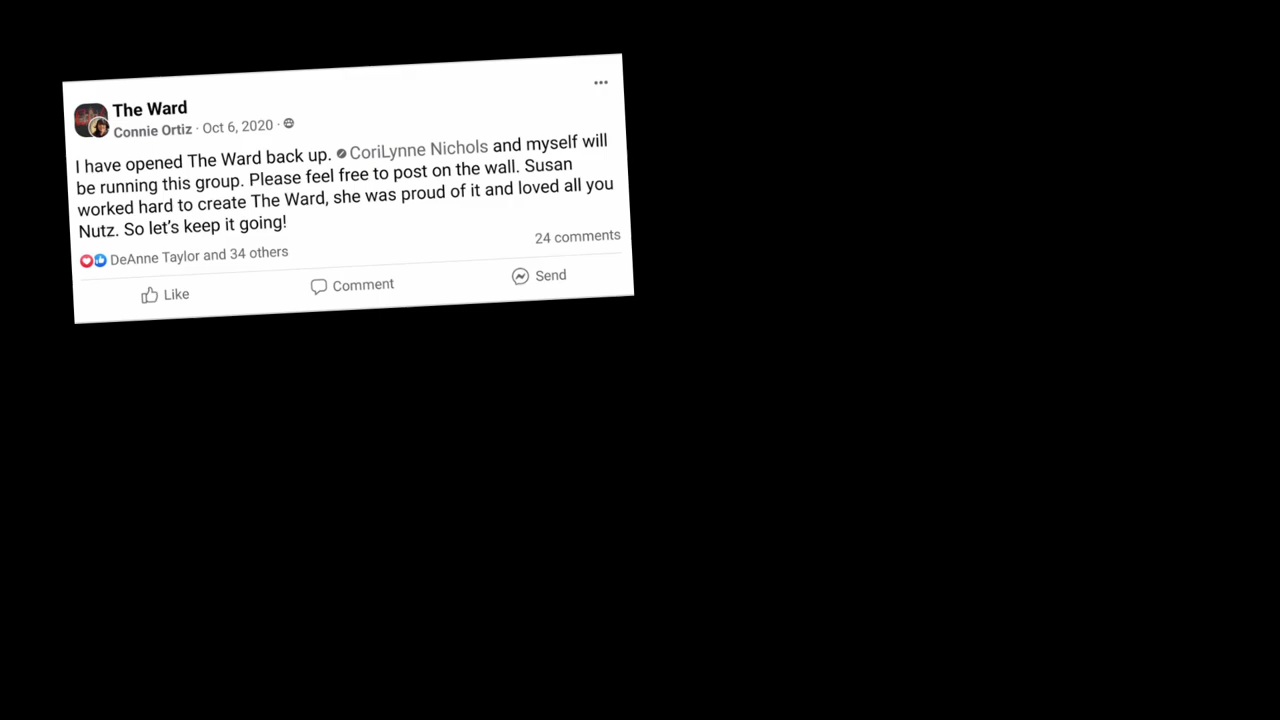 The Ward
Connie Ortiz · Oct 6, 2020 ·
I have opened The Ward back up. CoriLynne Nichols and myself will
be running this group. Please feel free to post on the wall. Susan
worked hard to create The Ward, she was proud of it and loved all you
Nutz. So let's keep it going!
DeAnne Taylor and 34 others
24 comments
Like
Comment
Send